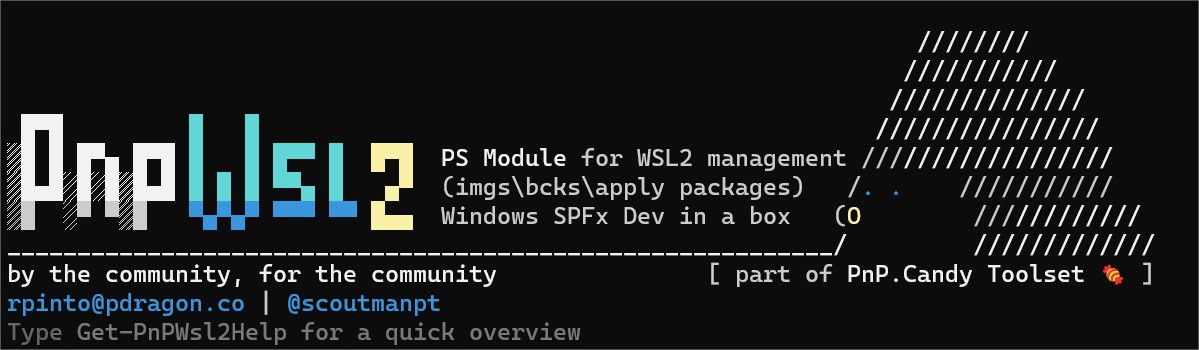 PnPWSL2
PS Module for WSL2 management
(imgs\bcks\apply packages)
Windows SPFx Dev in a box
by the community, for the community [ part of PnP.Candy Toolset 🍬 ]
rpinto@pdragon.co | @scoutmanpt
Type Get-PnPWsl2Help for a quick overview